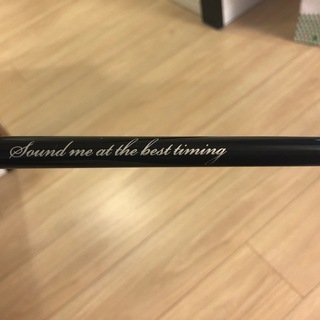 Sound me at the best timing